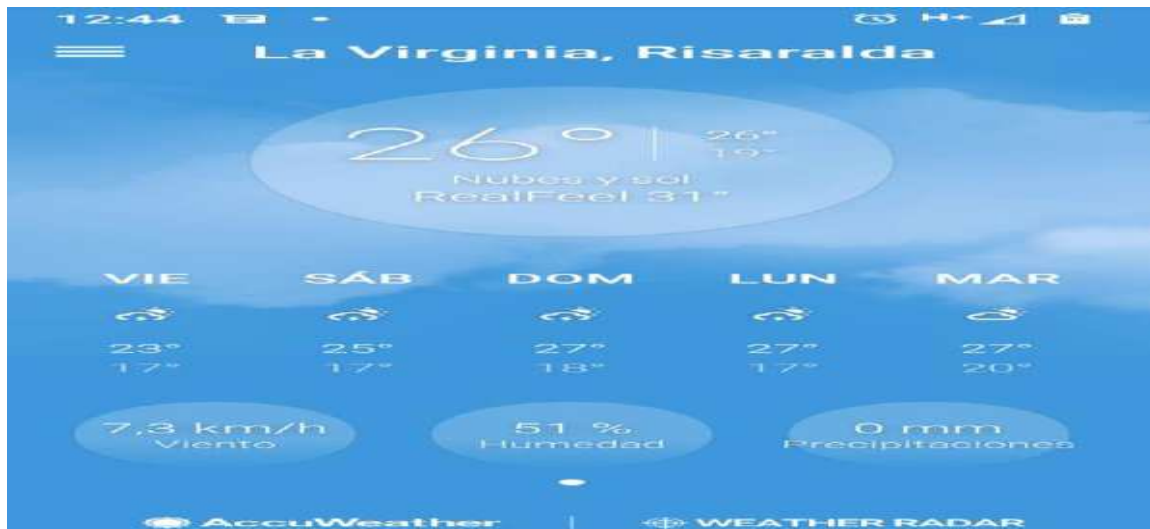 12:44 H+
La Virginia, Risaralda
26° 26°
19°
Nubes y sol
RealFeel 31°
VIE SÁB DOM LUN MAR
23° 25° 27° 27° 27°
17° 17° 18° 17° 20°
7,3 km/h 51 % 0 mm
Viento Humedad Precipitaciones
AccuWeather WEATHER RADAR